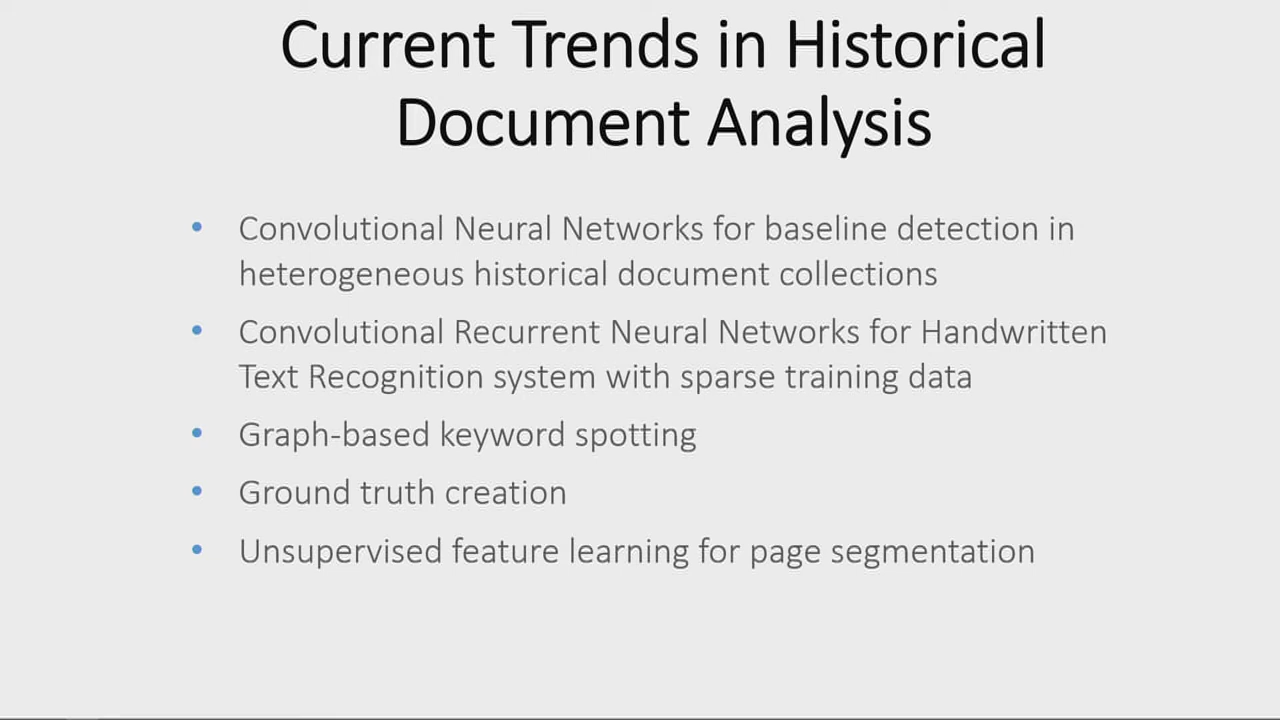 Current Trends in Historical
Document Analysis
• Convolutional Neural Networks for baseline detection in
heterogeneous historical document collections
• Convolutional Recurrent Neural Networks for Handwritten
Text Recognition system with sparse training data
• Graph-based keyword spotting
• Ground truth creation
• Unsupervised feature learning for page segmentation